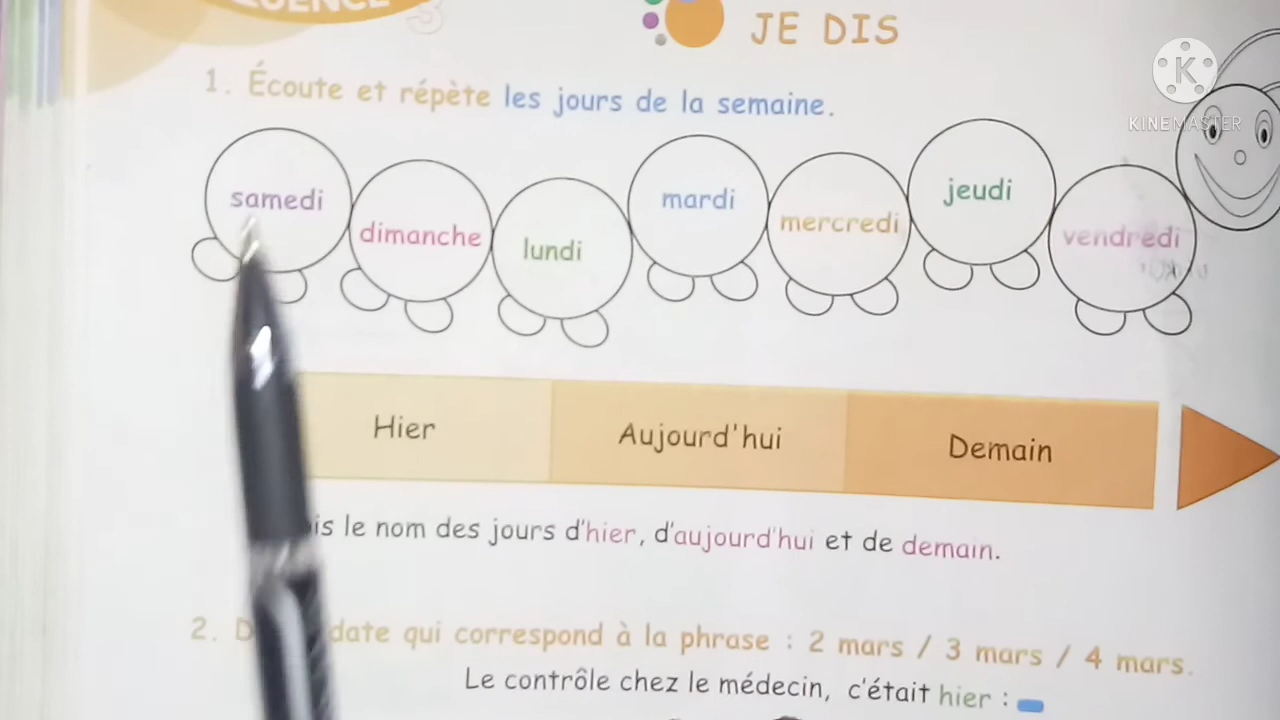 3
JE DIS
1. Écoute et répète les jours de la semaine.
KINEMASTER
samedi
dimanche
lundi
mardi
mercredi
jeudi
vendredi
Hier
Aujourd'hui
Demain
le nom des jours d'hier, d'aujourd'hui et de demain.
2. date qui correspond à la phrase : 2 mars / 3 mars / 4 mars.
Le contrôle chez le médecin, c'était hier :